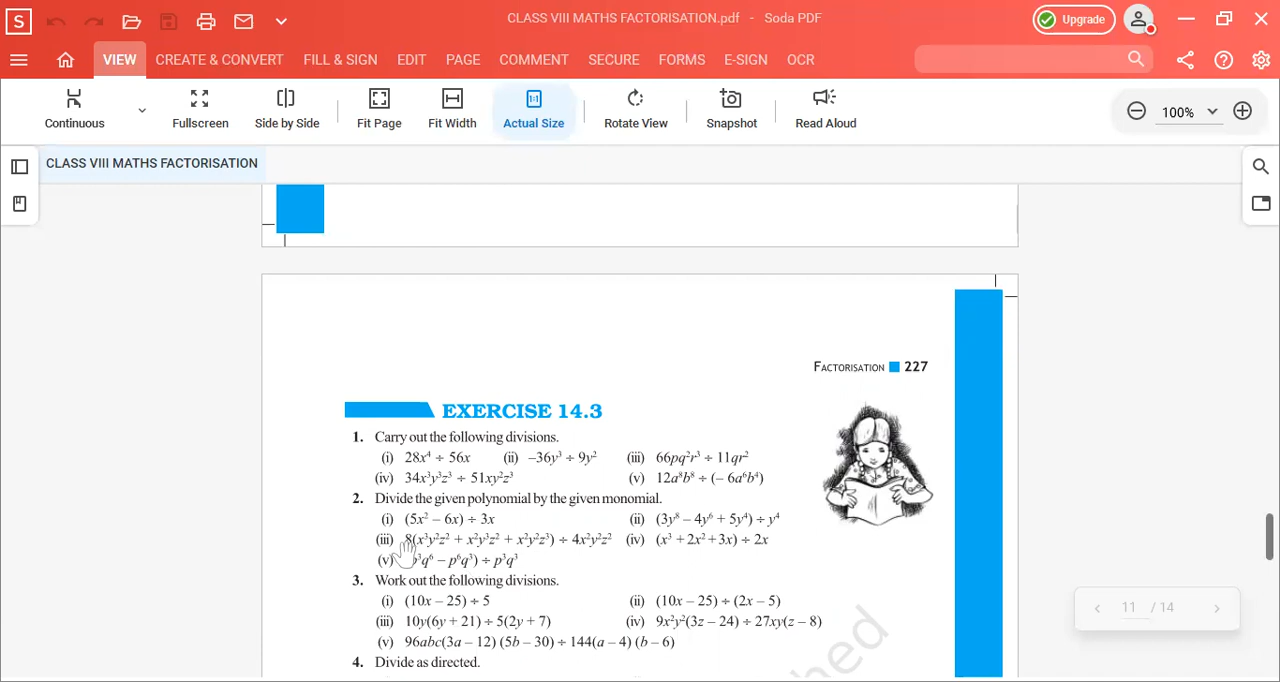 S CLASS VIII MATHS FACTORISATION.pdf - Soda PDF Upgrade
VIEW CREATE & CONVERT FILL & SIGN EDIT PAGE COMMENT SECURE FORMS E-SIGN OCR
Continuous Fullscreen Side by Side Fit Page Fit Width Actual Size Rotate View Snapshot Read Aloud 100%
CLASS VIII MATHS FACTORISATION
FACTORISATION 227
EXERCISE 14.3
1. Carry out the following divisions.
(i) 28x⁴ ÷ 56x (ii) –36y³ ÷ 9y² (iii) 66pq²r³ ÷ 11qr²
(iv) 34x³y³z³ ÷ 51xy²z³ (v) 12a⁸b⁸ ÷ (– 6a⁶b⁴)
2. Divide the given polynomial by the given monomial.
(i) (5x² – 6x) ÷ 3x (ii) (3y⁸ – 4y⁶ + 5y⁴) ÷ y⁴
(iii) 8(x³y²z² + x²y³z² + x²y²z³) ÷ 4x²y²z² (iv) (x³ + 2x² + 3x) ÷ 2x
(v) q⁶ – p⁶q³) ÷ p³q³
3. Work out the following divisions.
(i) (10x – 25) ÷ 5 (ii) (10x – 25) ÷ (2x – 5)
(iii) 10y(6y + 21) ÷ 5(2y + 7) (iv) 9x²y²(3z – 24) ÷ 27xy(z – 8)
(v) 96abc(3a – 12) (5b – 30) ÷ 144(a – 4) (b – 6)
4. Divide as directed.
11 / 14